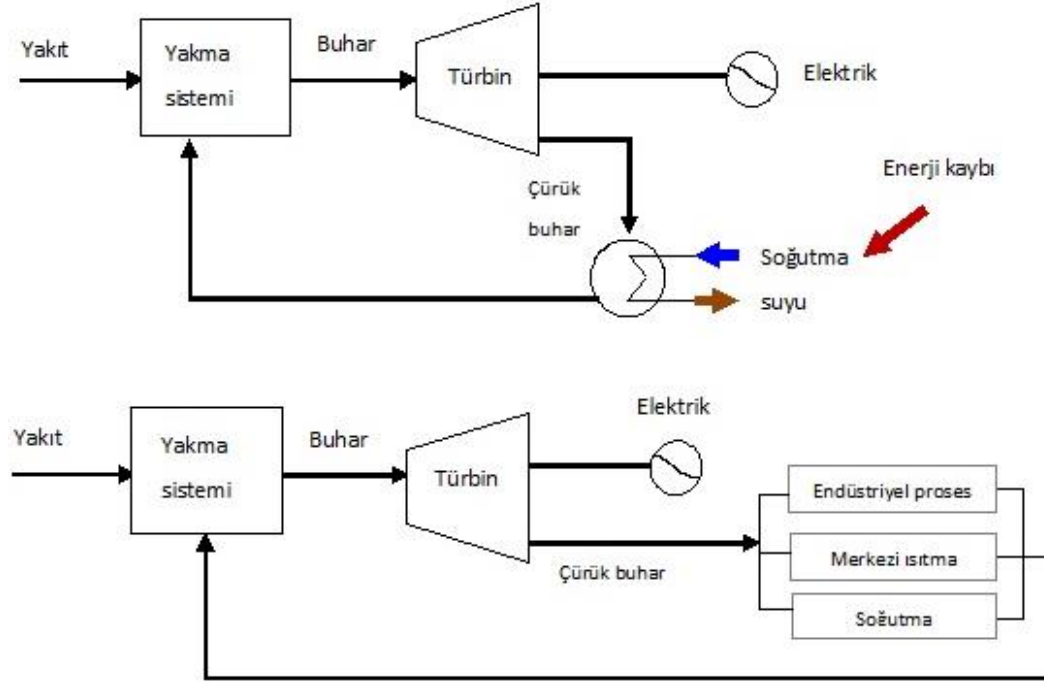 Yakıt
Yakma
sistemi
Buhar
Türbin
Elektrik
Çürük
buhar
Enerji kaybı
Soğutma
suyu
Elektrik
Yakıt
Yakma
sistemi
Buhar
Türbin
Çürük buhar
Endüstriyel proses
Merkezi ısıtma
Soğutma